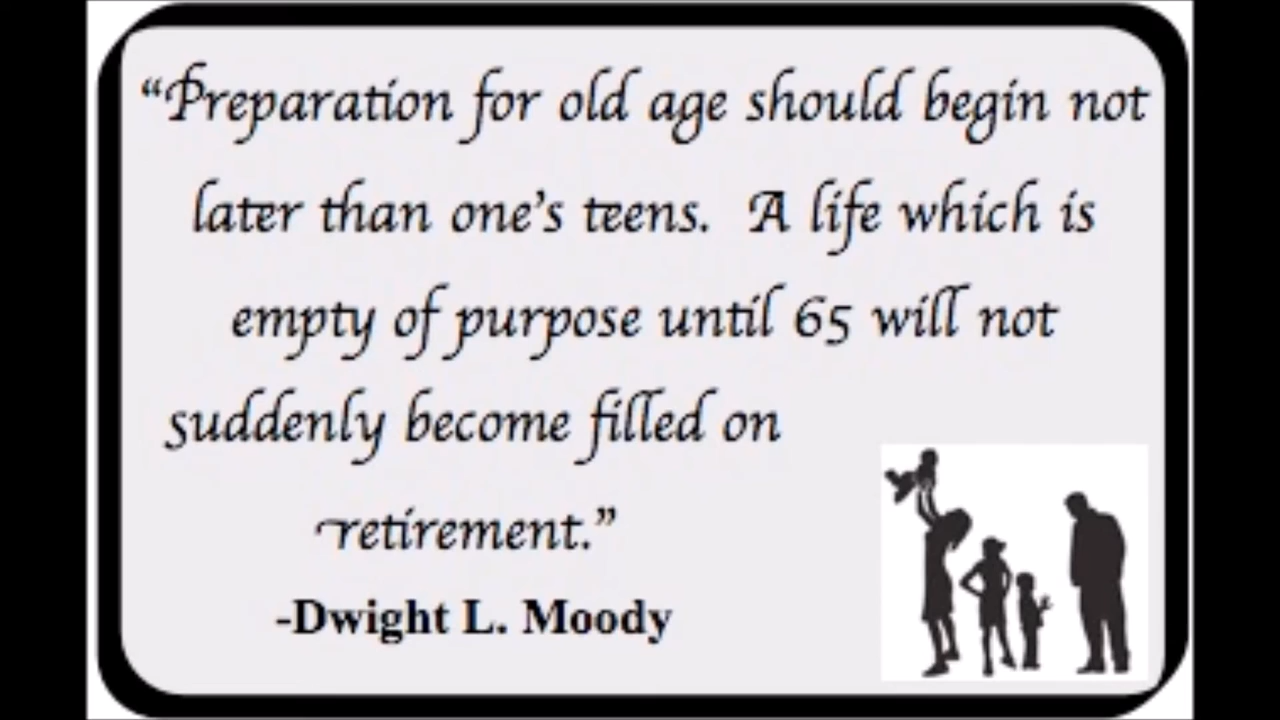 “Preparation for old age should begin not
later than one’s teens.  A life which is
empty of purpose until 65 will not
suddenly become filled on
retirement.”
-Dwight L. Moody